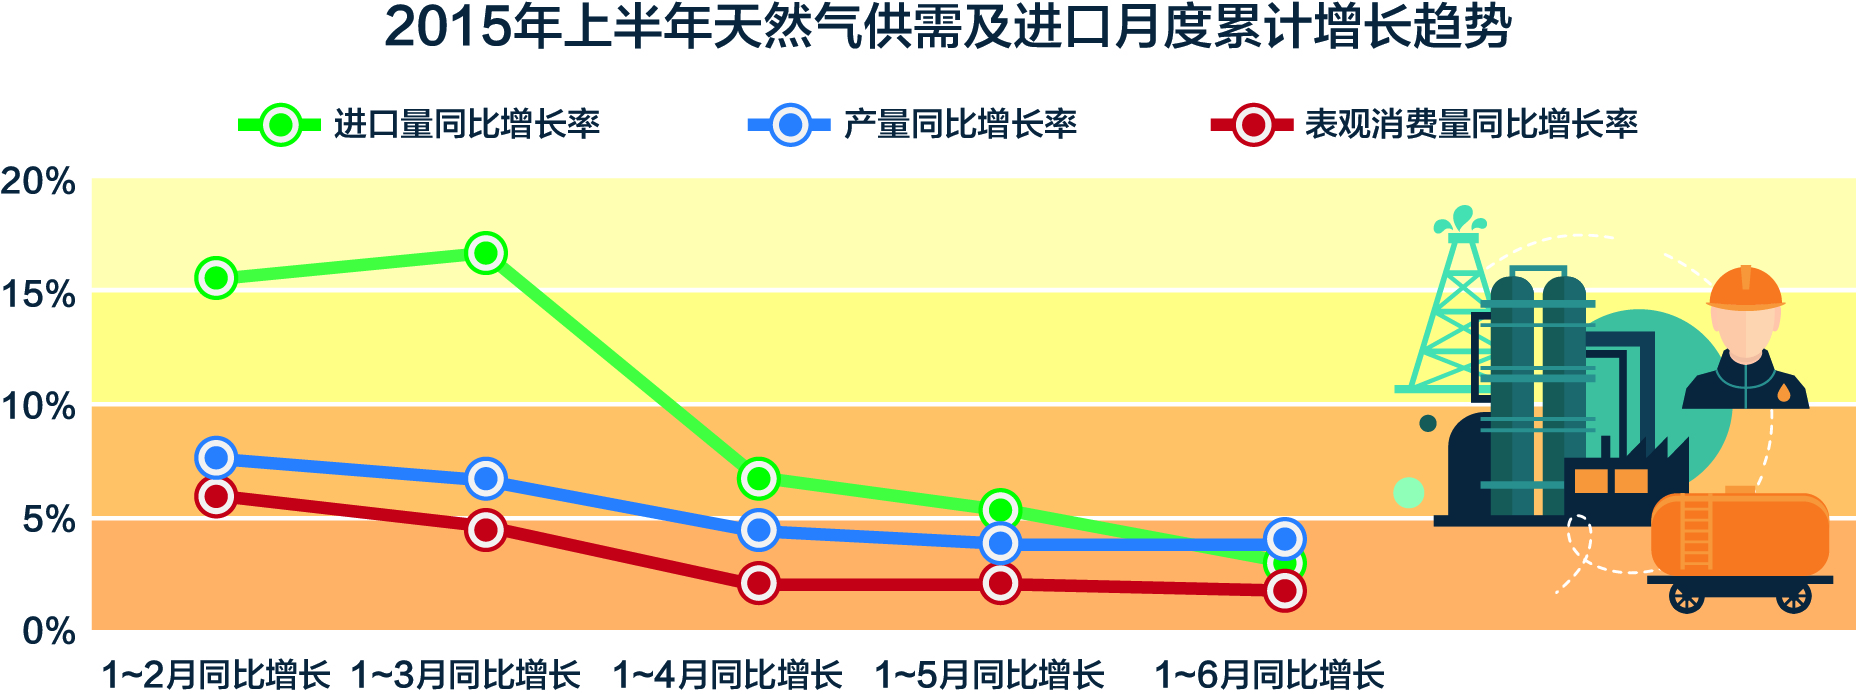 2015年上半年天然气供需及进口月度累计增长趋势
进口量同比增长率 产量同比增长率 表观消费量同比增长率
20%
15%
10%
5%
0%
1~2月同比增长 1~3月同比增长 1~4月同比增长 1~5月同比增长 1~6月同比增长